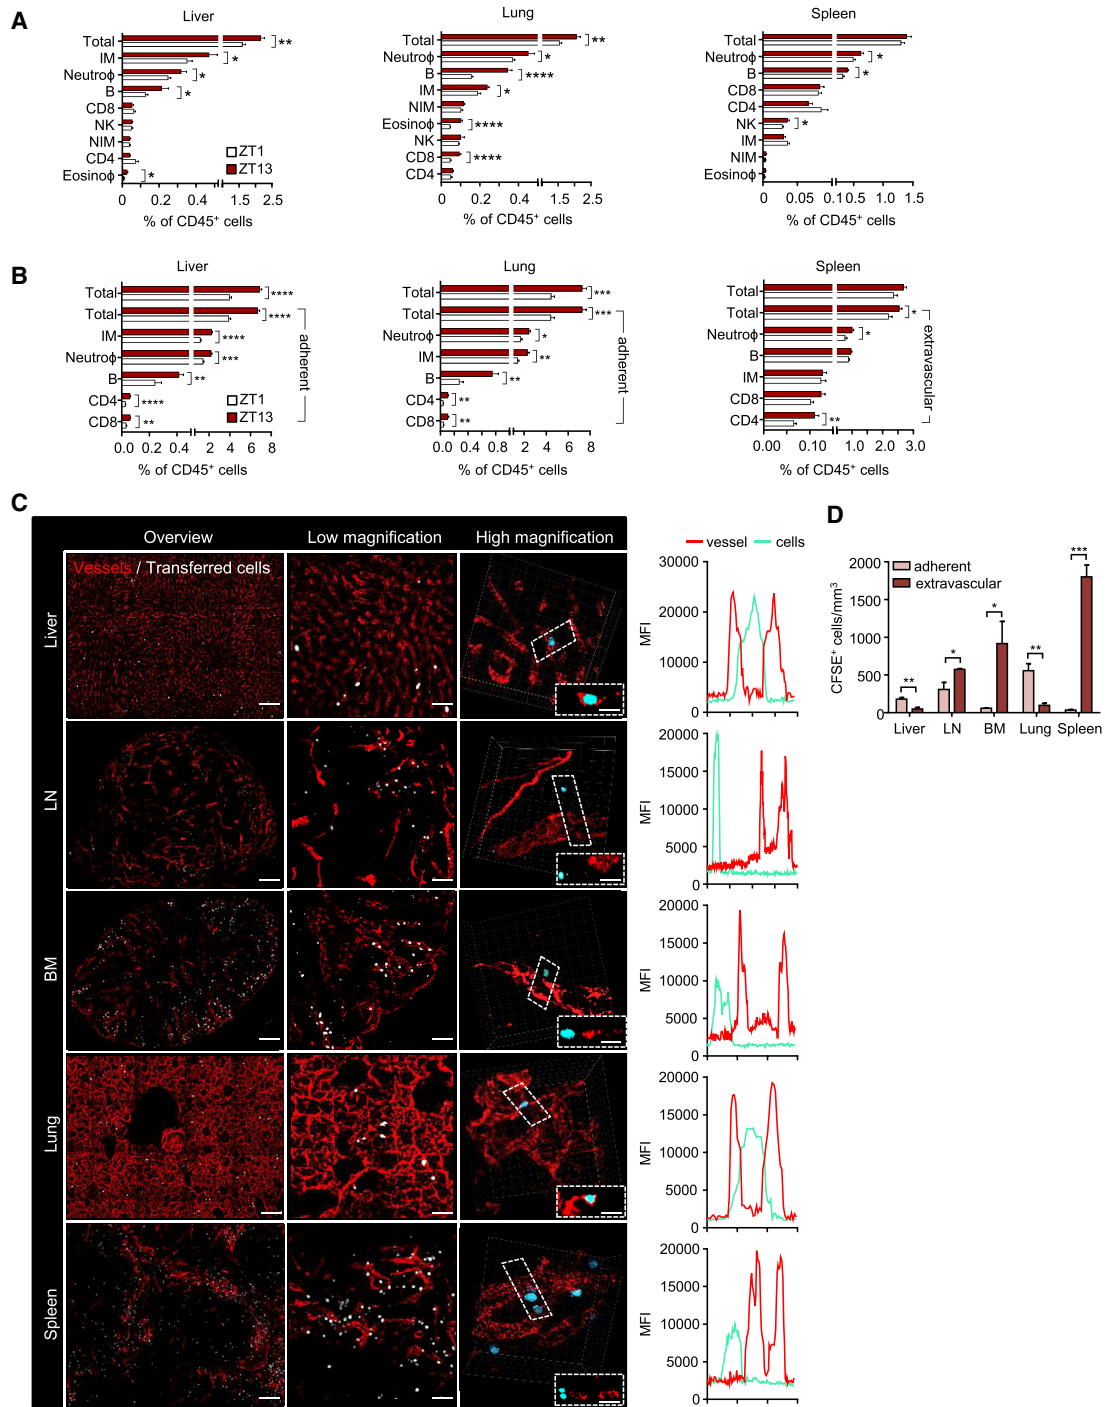 A
Liver
Total
IM
Neutroϕ
B
CD8
NK
NIM
CD4
Eosinoϕ
**
*
*
*
*
ZT1
ZT13
0 0.2 0.4 1.5 2.5
% of CD45⁺ cells
Lung
Total
Neutroϕ
B
IM
NIM
Eosinoϕ
NK
CD8
CD4
**
*
****
*
****
****
0 0.2 0.4 1.5 2.5
% of CD45⁺ cells
Spleen
Total
Neutroϕ
B
CD8
CD4
NK
IM
NIM
Eosinoϕ
*
*
*
0 0.05 0.1 0.5 1.0 1.5
% of CD45⁺ cells
B
Liver
Total
Total
IM
Neutroϕ
B
CD4
CD8
****
****
****
***
**
****
**
adherent
ZT1
ZT13
0.0 0.2 0.4 2 4 6 8
% of CD45⁺ cells
Lung
Total
Total
Neutroϕ
IM
B
CD4
CD8
***
***
*
**
**
**
**
adherent
0.0 0.2 0.4 0.6 0.8 2 4 6 8
% of CD45⁺ cells
Spleen
Total
Total
Neutroϕ
B
IM
CD8
CD4
*
*
**
extravascular
0.00 0.10 1.0 2.0 3.0
% of CD45⁺ cells
C
Overview Low magnification High magnification
Vessels / Transferred cells
Liver
LN
BM
Lung
Spleen
vessel cells
30000
20000
10000
0
MFI
20000
15000
10000
5000
0
MFI
20000
15000
10000
5000
0
MFI
20000
15000
10000
5000
0
MFI
20000
15000
10000
5000
0
MFI
D
adherent
extravascular
CFSE⁺ cells/mm³
2000
1500
1000
500
0
**
*
*
**
***
Liver LN BM Lung Spleen